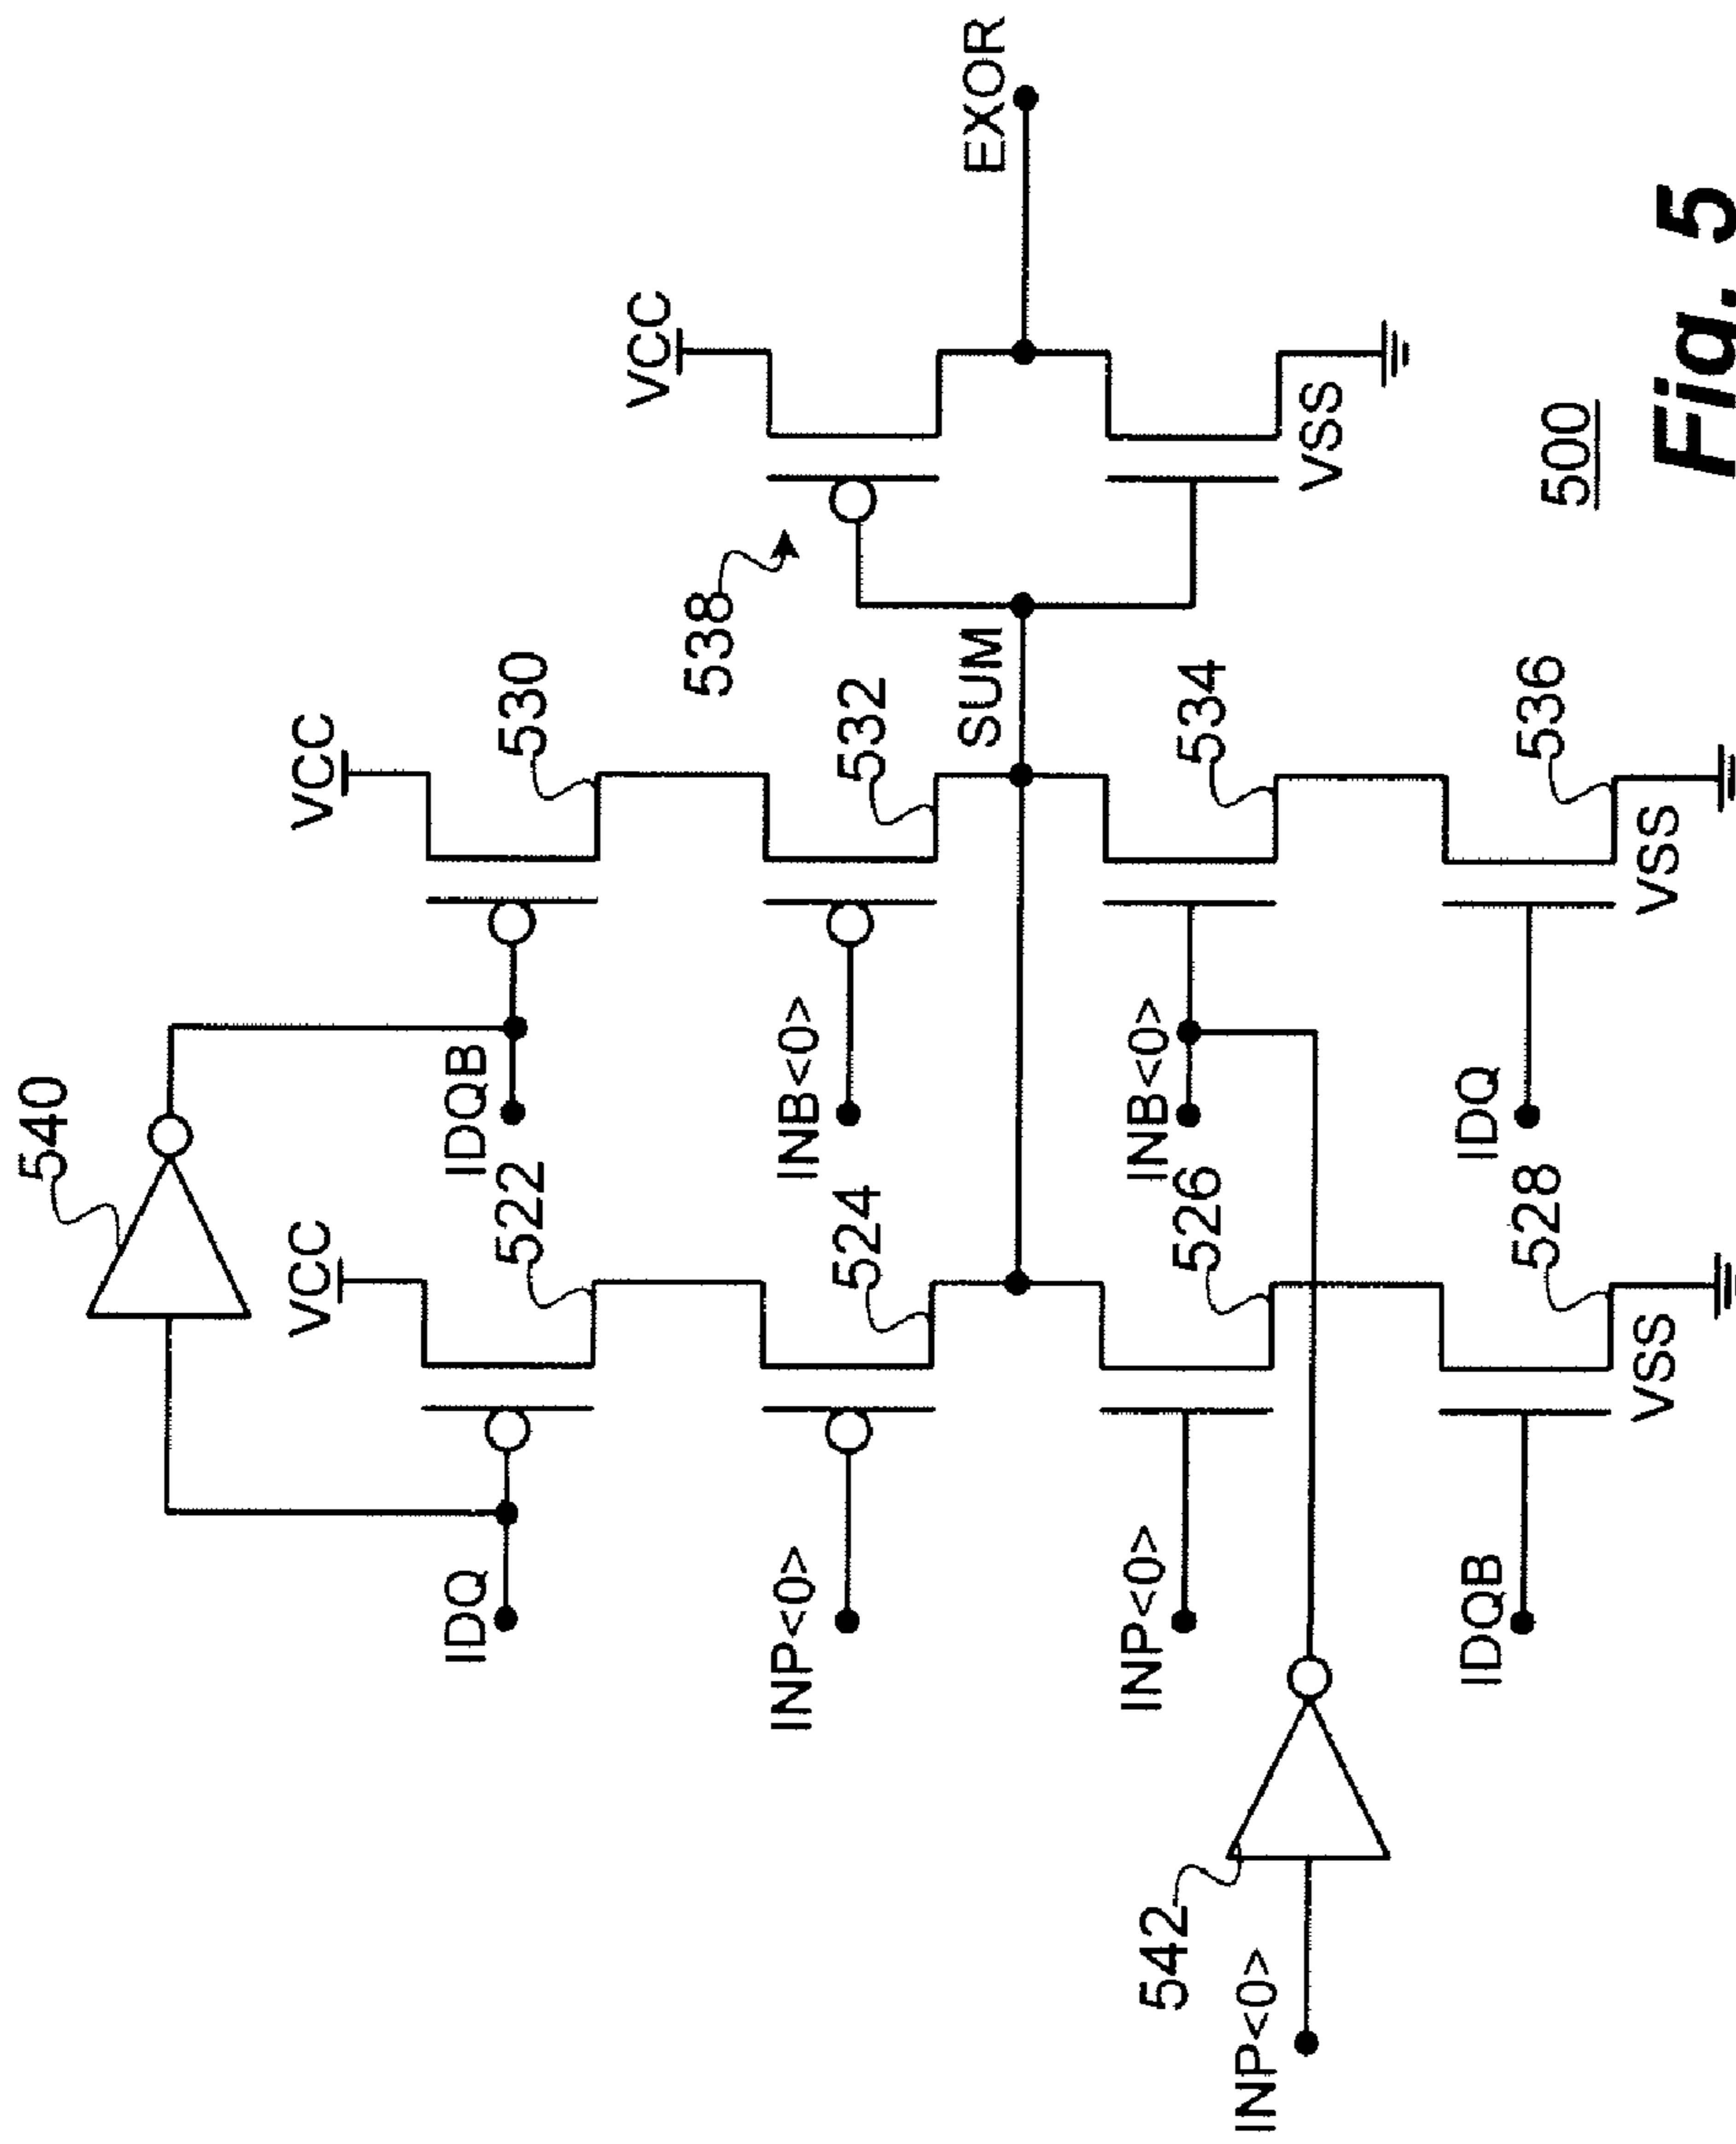 540
VCC
IDQ
522
IDQB
VCC
530
INP<0>
524
INB<0>
532
538
VCC
SUM
EXOR
INP<0>
526
INB<0>
534
IDQB
528
IDQ
536
VSS
VSS
VSS
542
INP<0>
500
Fig. 5